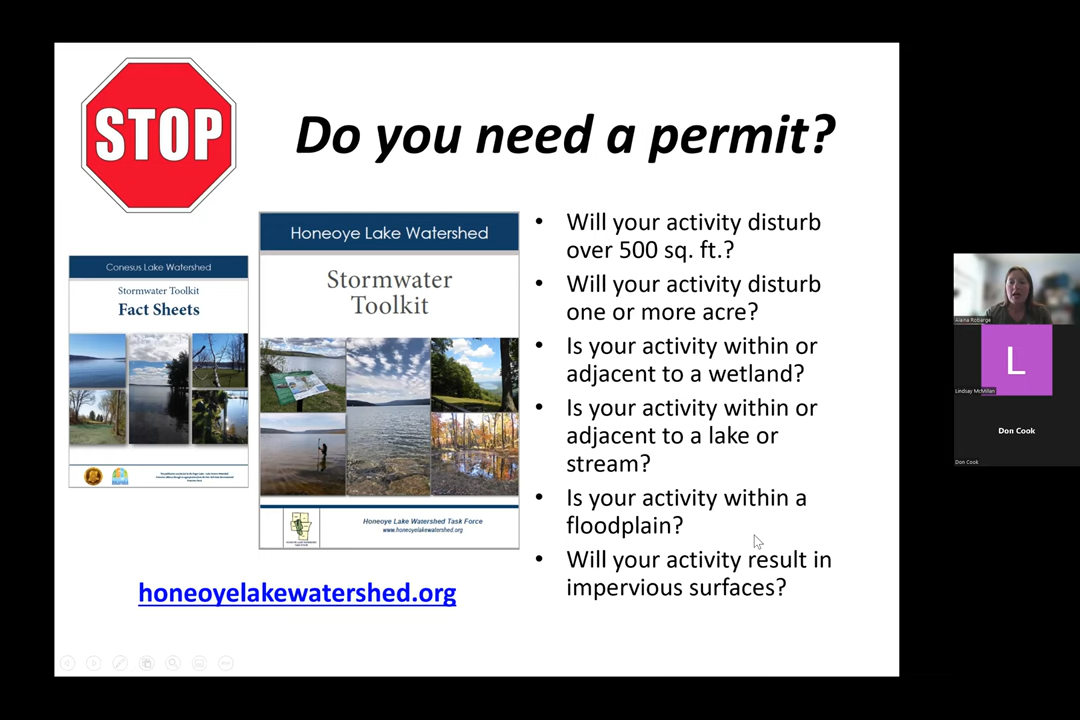 STOP
Do you need a permit?
Conesus Lake Watershed
Stormwater Toolkit
Fact Sheets
Honeoye Lake Watershed
Stormwater
Toolkit
Honeoye Lake Watershed Task Force
www.honeoyelakewatershed.org
honeoyelakewatershed.org
• Will your activity disturb
over 500 sq. ft.?
• Will your activity disturb
one or more acre?
• Is your activity within or
adjacent to a wetland?
• Is your activity within or
adjacent to a lake or
stream?
• Is your activity within a
floodplain?
• Will your activity result in
impervious surfaces?
Alaina Robarge
L
Lindsay McMillan
Don Cook
Don Cook